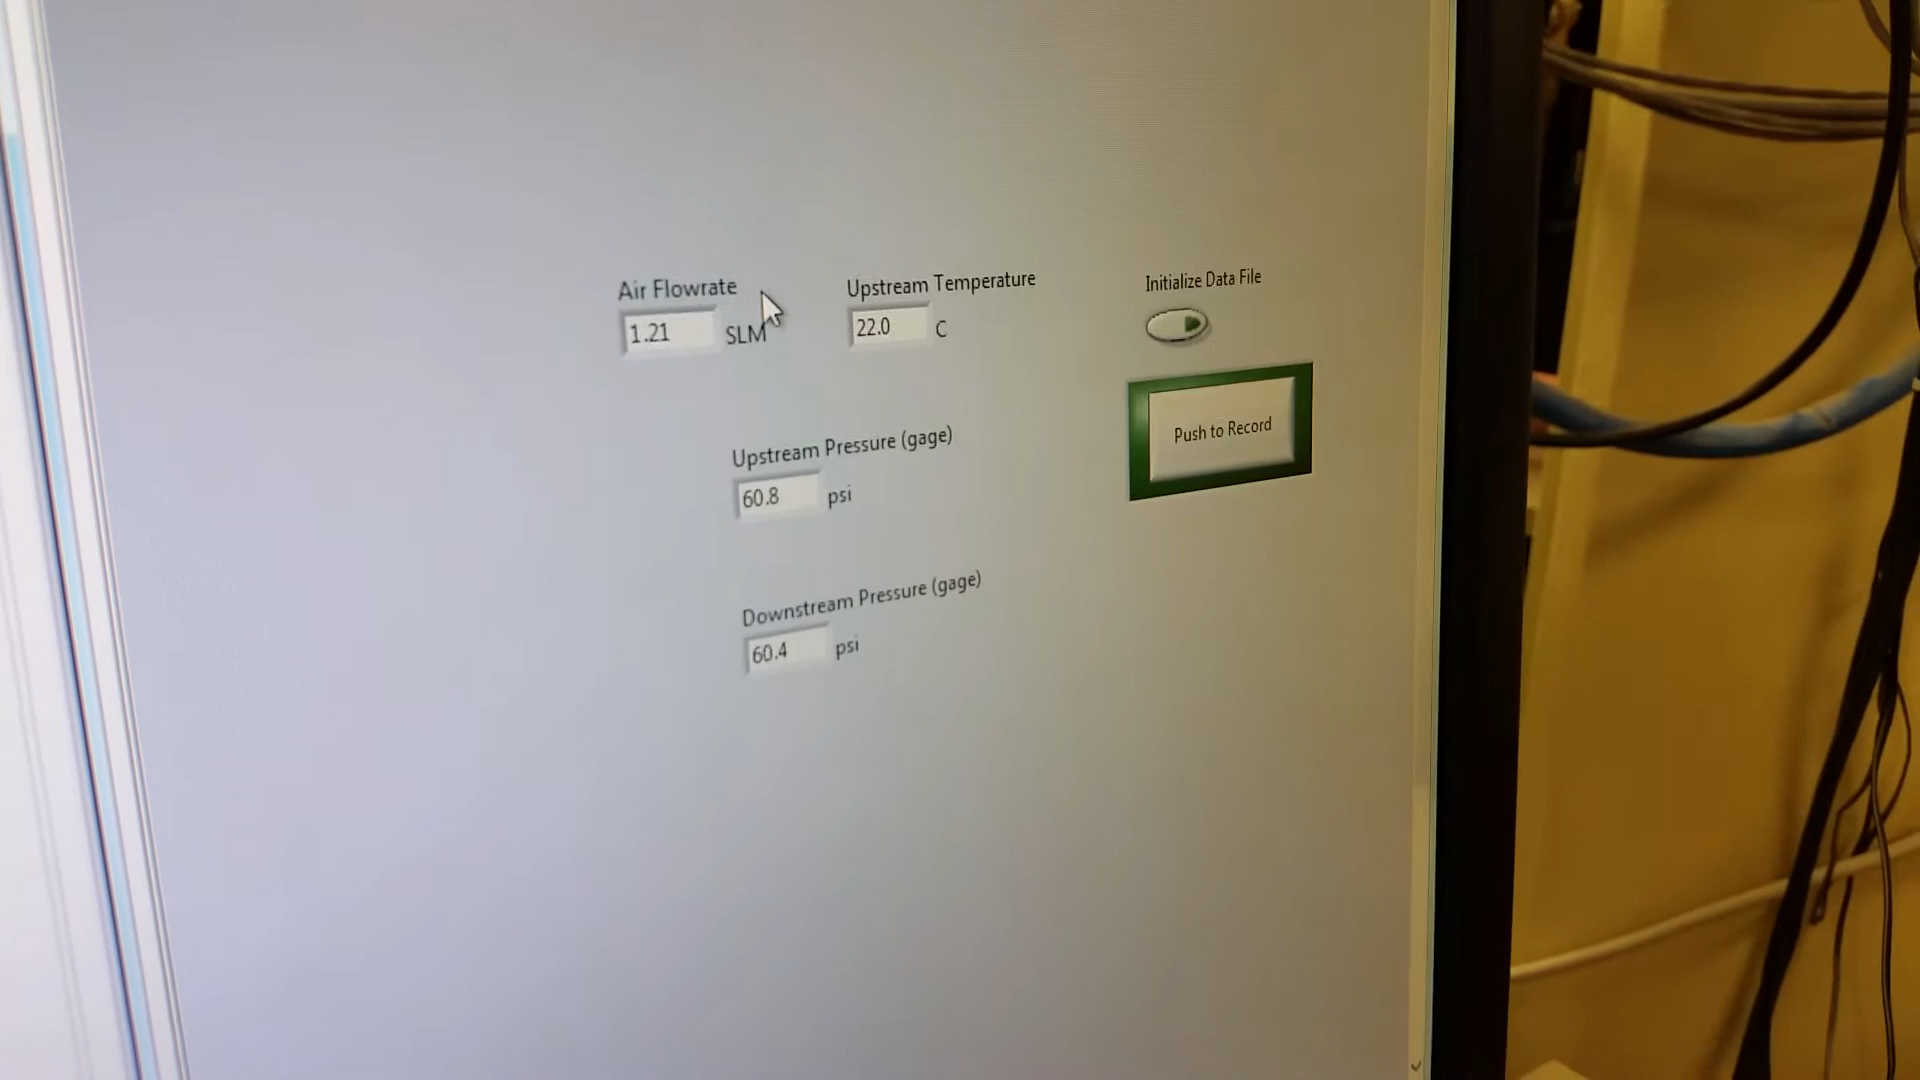 Air Flowrate
1.21 SLM
Upstream Temperature
22.0 C
Initialize Data File
Push to Record
Upstream Pressure (gage)
60.8 psi
Downstream Pressure (gage)
60.4 psi